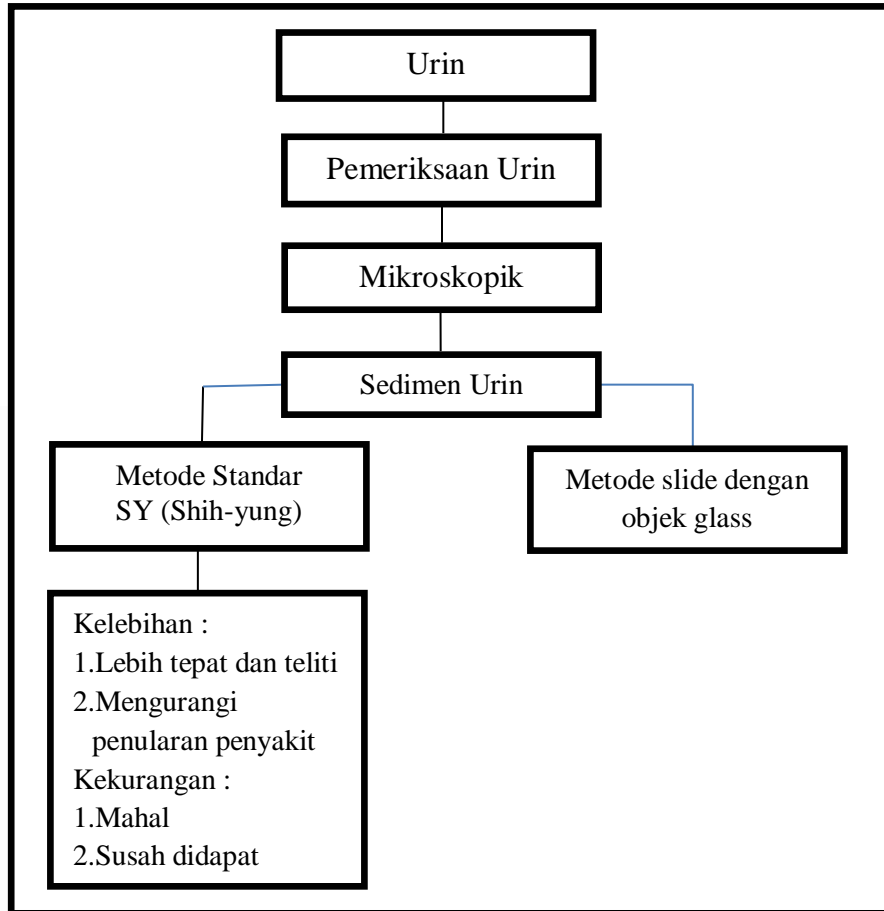 Urin
Pemeriksaan Urin
Mikroskopik
Sedimen Urin
Metode Standar
SY (Shih-yung)
Metode slide dengan
objek glass
Kelebihan :
1.Lebih tepat dan teliti
2.Mengurangi
penularan penyakit
Kekurangan :
1.Mahal
2.Susah didapat